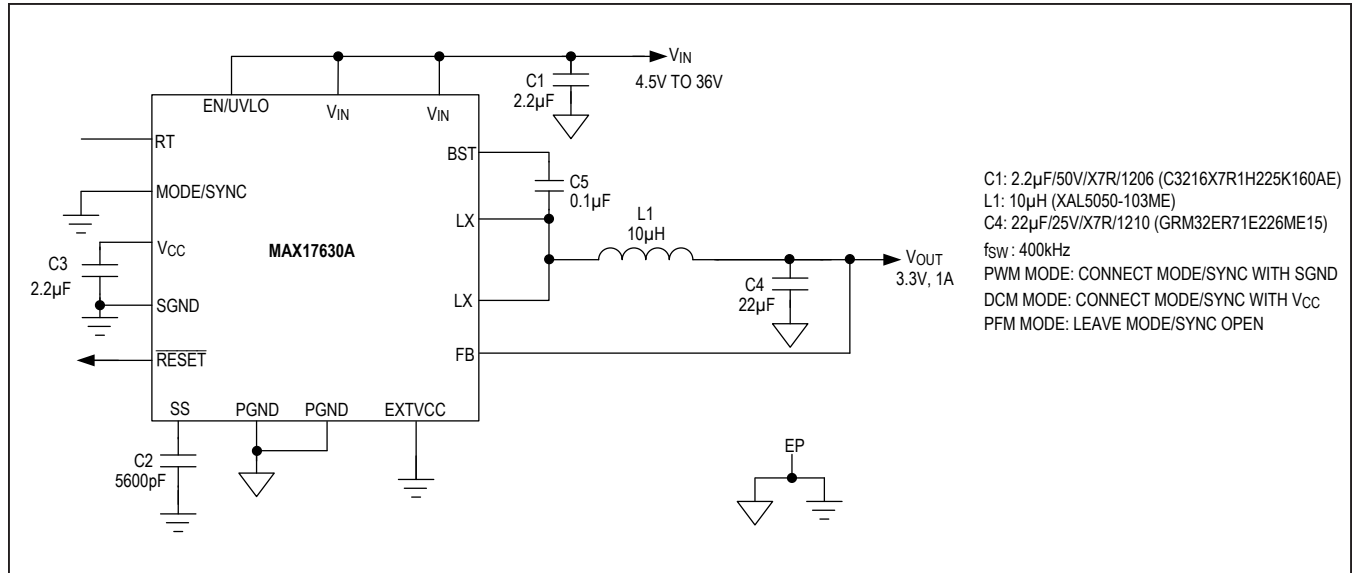 VIN
4.5V TO 36V
C1
2.2µF
EN/UVLO
VIN
VIN
RT
BST
MODE/SYNC
C5
0.1µF
LX
L1
10µH
VCC
MAX17630A
C3
2.2µF
VOUT
3.3V, 1A
LX
C4
22µF
SGND
FB
RESET
SS
PGND
PGND
EXTVCC
C2
5600pF
EP
C1: 2.2µF/50V/X7R/1206 (C3216X7R1H225K160AE)
L1: 10µH (XAL5050-103ME)
C4: 22µF/25V/X7R/1210 (GRM32ER71E226ME15)
fSW : 400kHz
PWM MODE: CONNECT MODE/SYNC WITH SGND
DCM MODE: CONNECT MODE/SYNC WITH VCC
PFM MODE: LEAVE MODE/SYNC OPEN